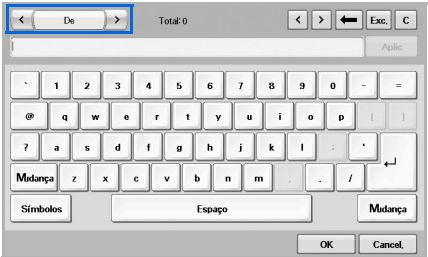 < De > Total: 0 < > ← Exc. C
Aplic
` 1 2 3 4 5 6 7 8 9 0 - =
@ q w e r t y u i o p [ ]
? a s d f g h j k l ; '
Mudança z x c v b n m , . / ↵
Símbolos Espaço Mudança
OK Cancel.